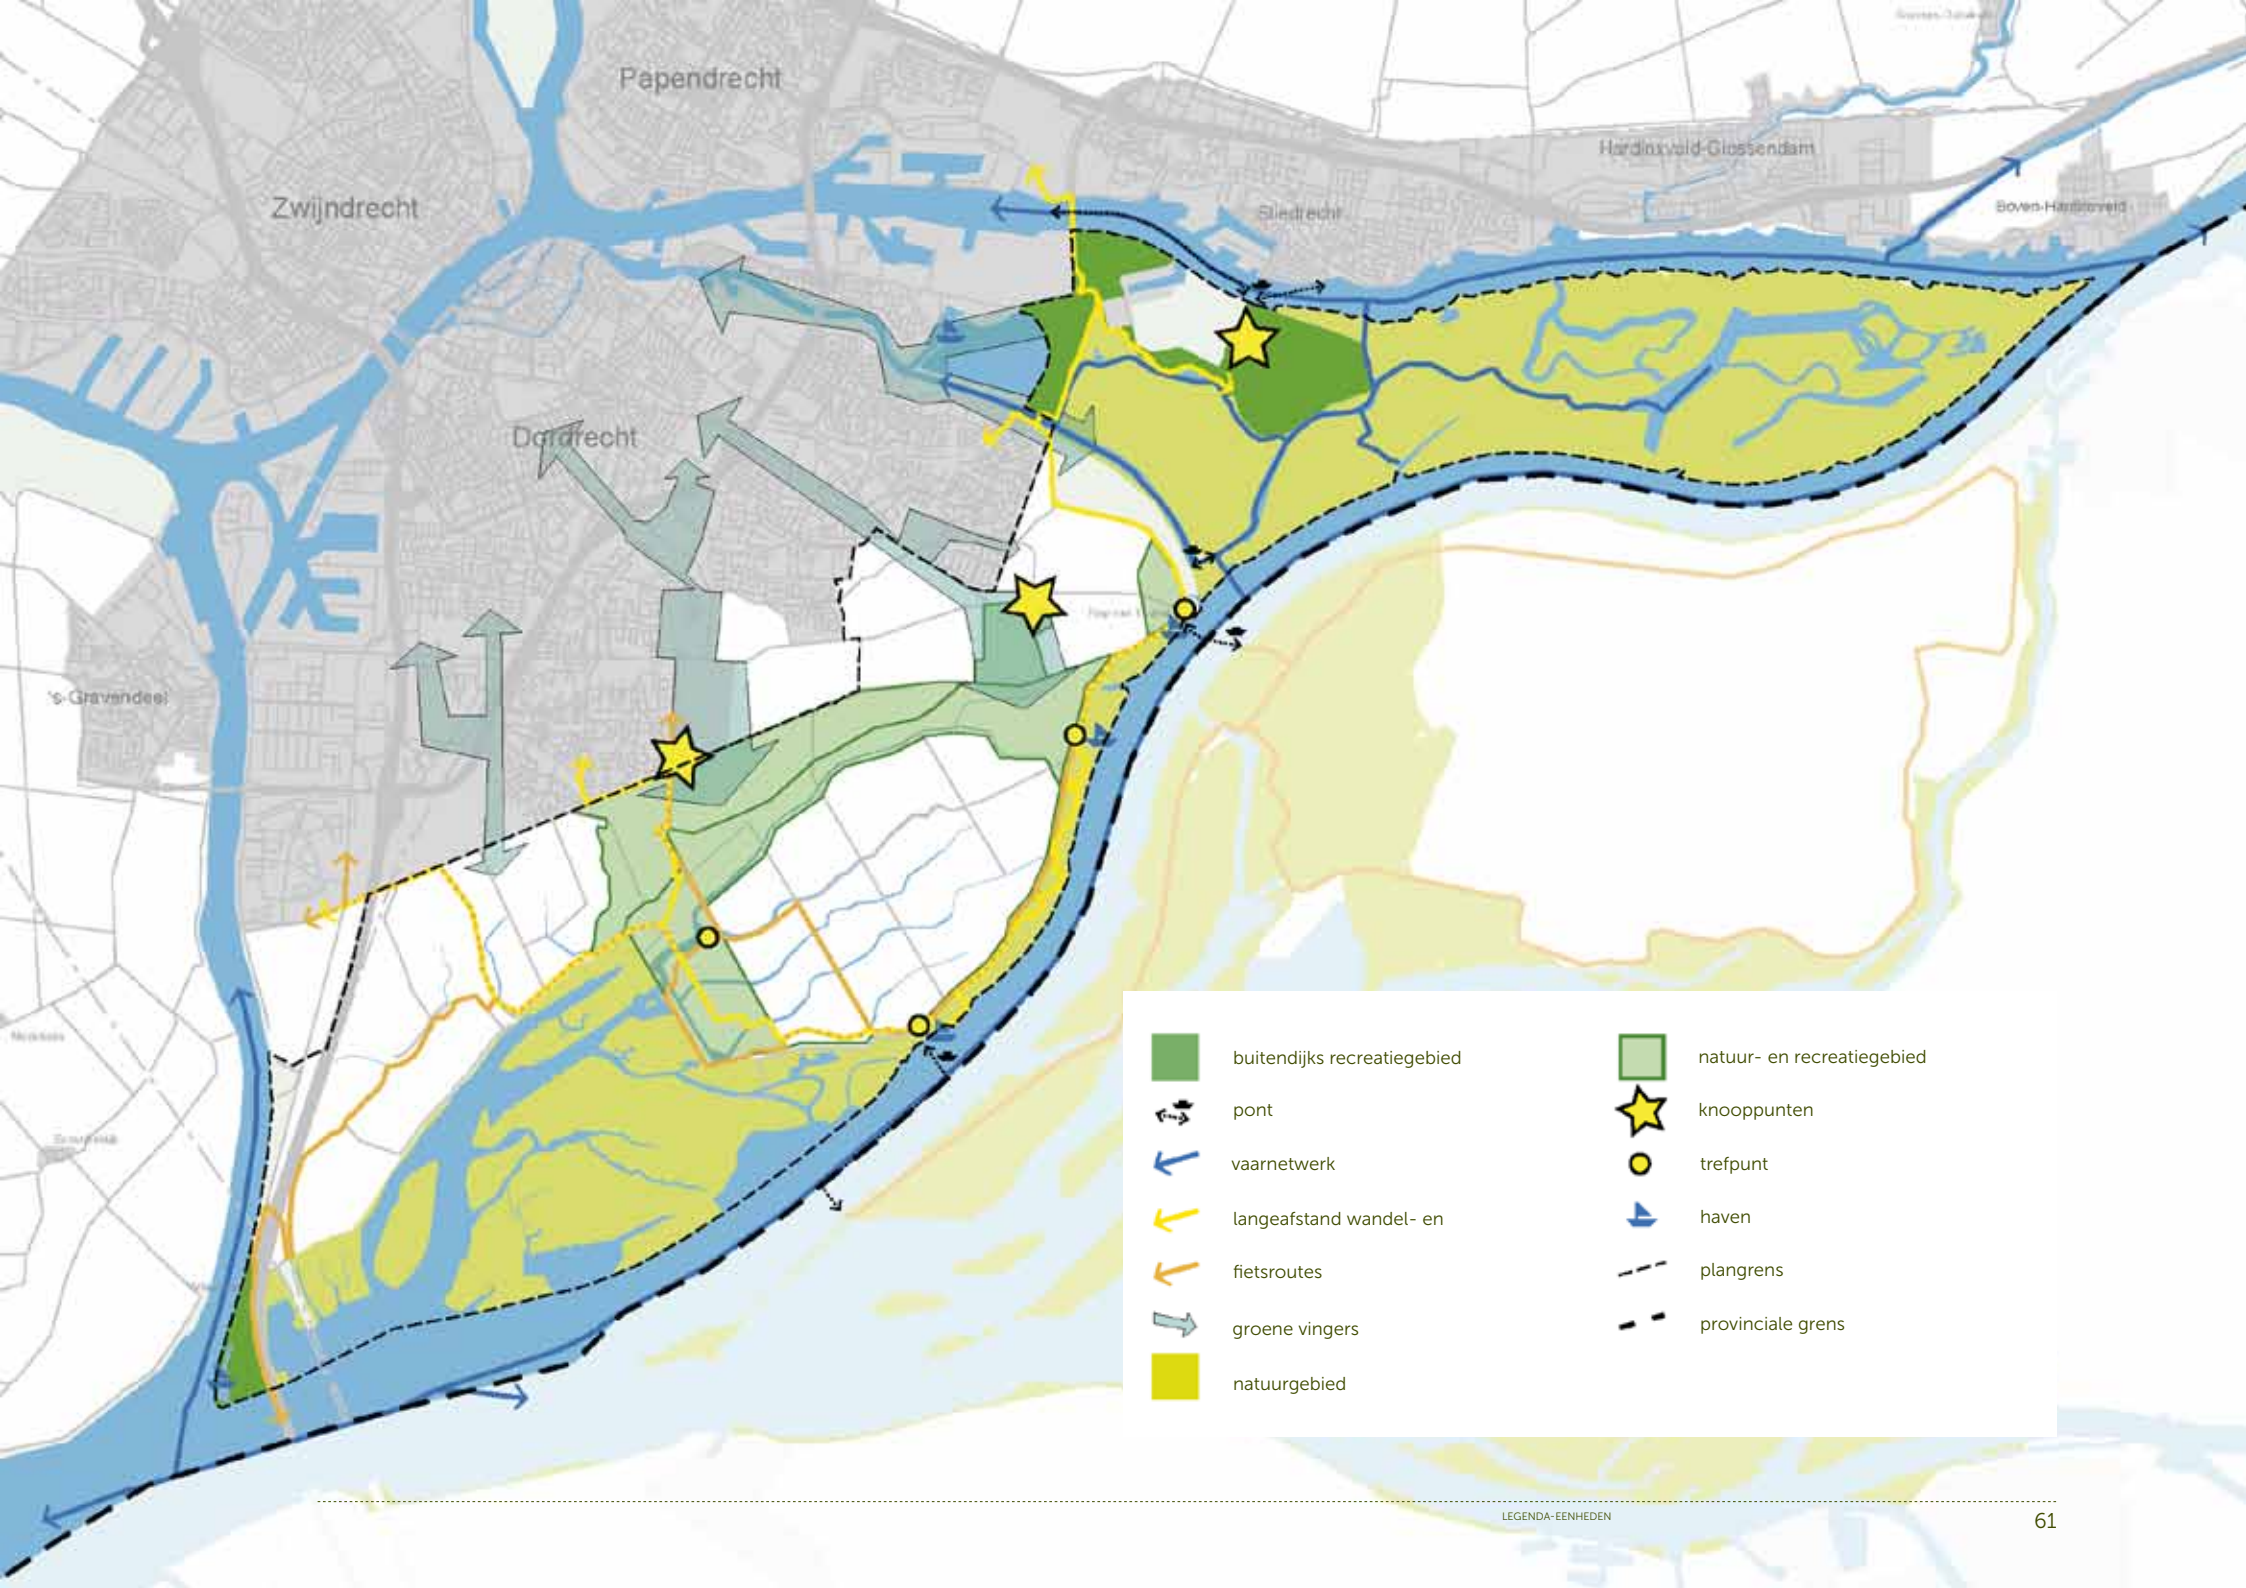 Papendrecht
Hardinxveld-Giessendam
Zwijndrecht
Sliedrecht
Boven-Hardinxveld
Dordrecht
's-Gravendeel
buitendijks recreatiegebied
pont
vaarnetwerk
langeafstand wandel- en
fietsroutes
groene vingers
natuurgebied
natuur- en recreatiegebied
knooppunten
trefpunt
haven
plangrens
provinciale grens
LEGENDA-EENHEDEN
61